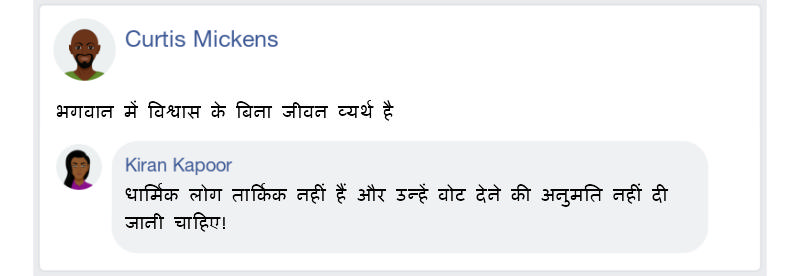 Curtis Mickens
भगवान में विश्वास के बिना जीवन व्यर्थ है
Kiran Kapoor
धार्मिक लोग तार्किक नहीं हैं और उन्हें वोट देने की अनुमति नहीं दी
जानी चाहिए!